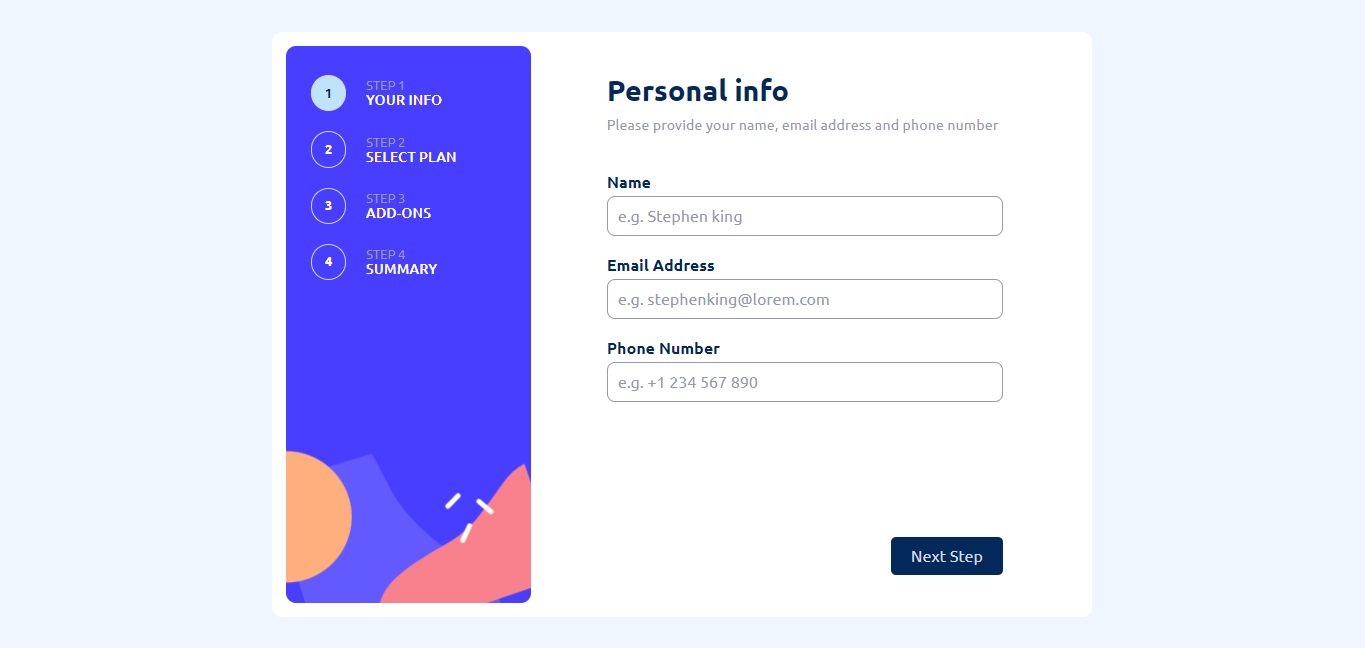 1
STEP 1
YOUR INFO
2
STEP 2
SELECT PLAN
3
STEP 3
ADD-ONS
4
STEP 4
SUMMARY
Personal info
Please provide your name, email address and phone number
Name
e.g. Stephen king
Email Address
e.g. stephenking@lorem.com
Phone Number
e.g. +1 234 567 890
Next Step